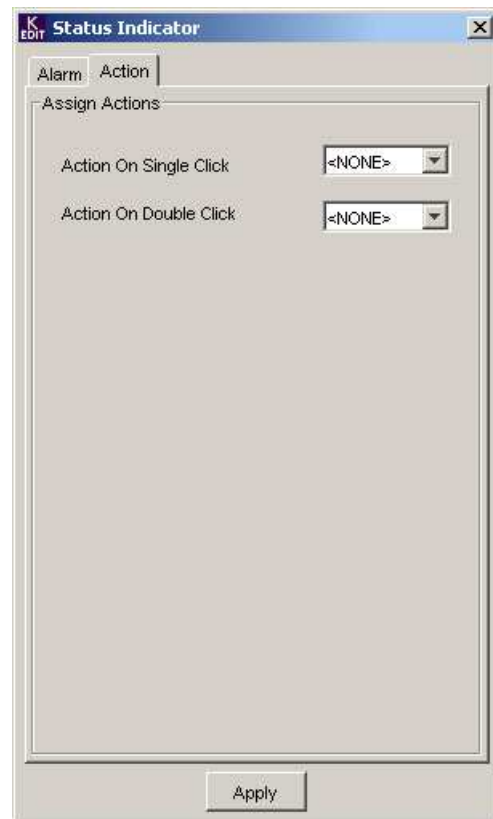 K EDIT Status Indicator
Alarm Action
Assign Actions
Action On Single Click <NONE>
Action On Double Click <NONE>
Apply